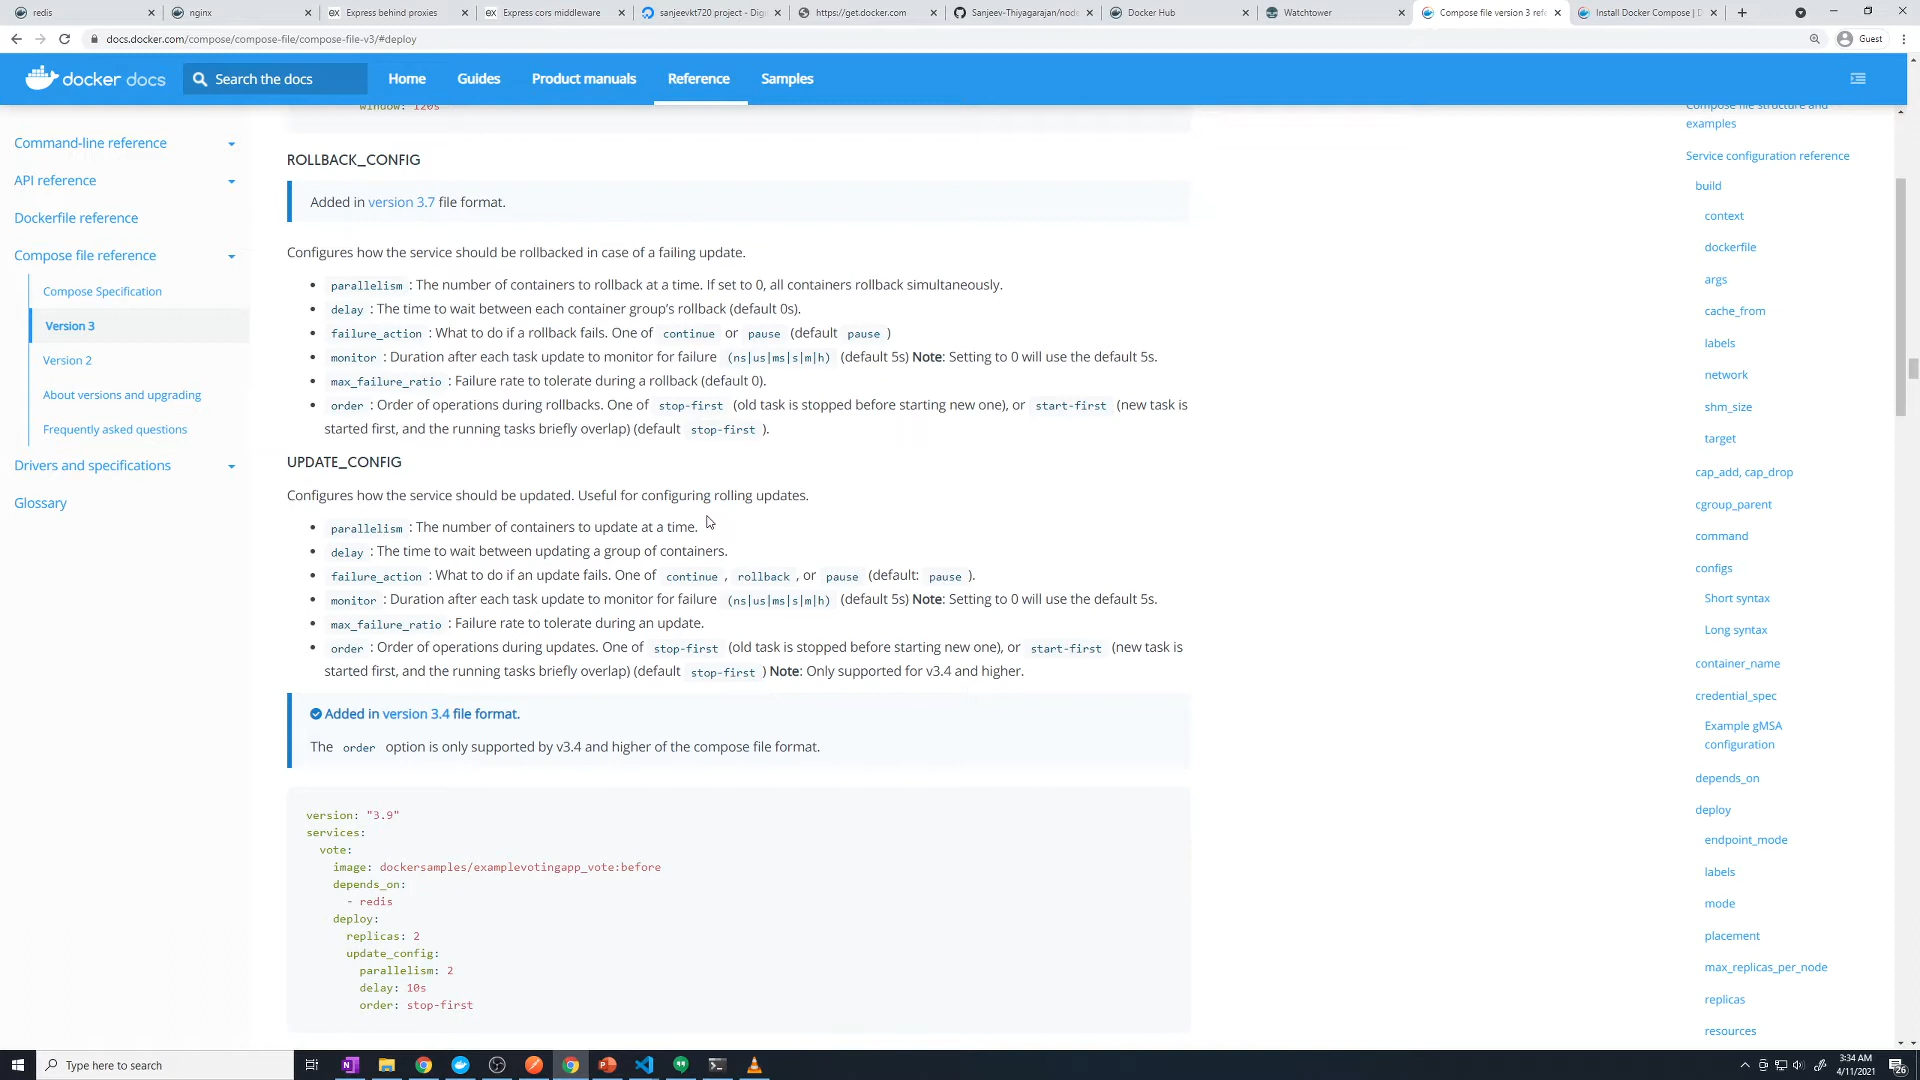 redis
nginx
Express behind proxies
Express cors middleware
sanjeevkt720 project - Digi
https://get.docker.com
Sanjeev-Thiyagarajan/node
Docker Hub
Watchtower
Compose file version 3 refe
Install Docker Compose | D
docs.docker.com/compose/compose-file/compose-file-v3/#deploy
Guest
docker docs
Search the docs
Home
Guides
Product manuals
Reference
Samples
Command-line reference
API reference
Dockerfile reference
Compose file reference
Compose Specification
Version 3
Version 2
About versions and upgrading
Frequently asked questions
Drivers and specifications
Glossary
window: 120s
ROLLBACK_CONFIG
Added in version 3.7 file format.
Configures how the service should be rollbacked in case of a failing update.
• parallelism : The number of containers to rollback at a time. If set to 0, all containers rollback simultaneously.
• delay : The time to wait between each container group's rollback (default 0s).
• failure_action : What to do if a rollback fails. One of continue or pause (default pause )
• monitor : Duration after each task update to monitor for failure (ns|us|ms|s|m|h) (default 5s) Note: Setting to 0 will use the default 5s.
• max_failure_ratio : Failure rate to tolerate during a rollback (default 0).
• order : Order of operations during rollbacks. One of stop-first (old task is stopped before starting new one), or start-first (new task is
started first, and the running tasks briefly overlap) (default stop-first ).
UPDATE_CONFIG
Configures how the service should be updated. Useful for configuring rolling updates.
• parallelism : The number of containers to update at a time.
• delay : The time to wait between updating a group of containers.
• failure_action : What to do if an update fails. One of continue , rollback , or pause (default: pause ).
• monitor : Duration after each task update to monitor for failure (ns|us|ms|s|m|h) (default 5s) Note: Setting to 0 will use the default 5s.
• max_failure_ratio : Failure rate to tolerate during an update.
• order : Order of operations during updates. One of stop-first (old task is stopped before starting new one), or start-first (new task is
started first, and the running tasks briefly overlap) (default stop-first ) Note: Only supported for v3.4 and higher.
Added in version 3.4 file format.
The order option is only supported by v3.4 and higher of the compose file format.
version: "3.9"
services:
vote:
image: dockersamples/examplevotingapp_vote:before
depends_on:
- redis
deploy:
replicas: 2
update_config:
parallelism: 2
delay: 10s
order: stop-first
Compose file structure and
examples
Service configuration reference
build
context
dockerfile
args
cache_from
labels
network
shm_size
target
cap_add, cap_drop
cgroup_parent
command
configs
Short syntax
Long syntax
container_name
credential_spec
Example gMSA
configuration
depends_on
deploy
endpoint_mode
labels
mode
placement
max_replicas_per_node
replicas
resources
Type here to search
3:34 AM
4/11/2021
26